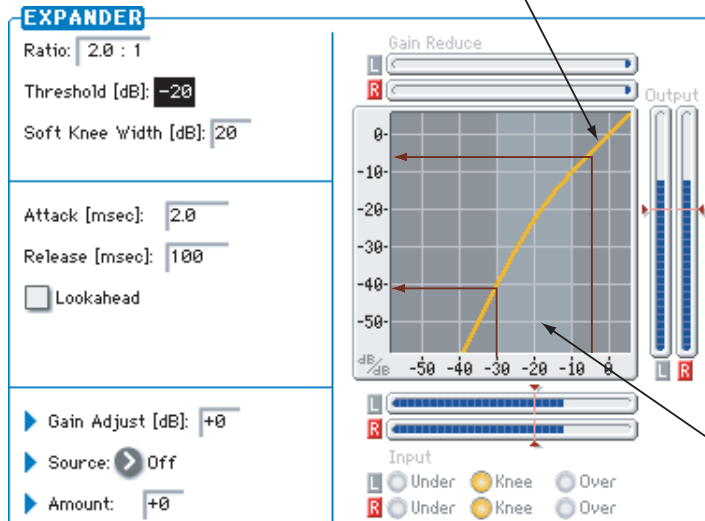 EXPANDER
Ratio: 2.0 : 1
Threshold [dB]: -20
Soft Knee Width [dB]: 20
Attack [msec]: 2.0
Release [msec]: 100
Lookahead
Gain Adjust [dB]: +0
Source: Off
Amount: +0
Gain Reduce
L
R
Output
0-
-10-
-20-
-30-
-40-
-50-
dB/dB -50 -40 -30 -20 -10 0
L R
L
R
Input
L Under Knee Over
R Under Knee Over